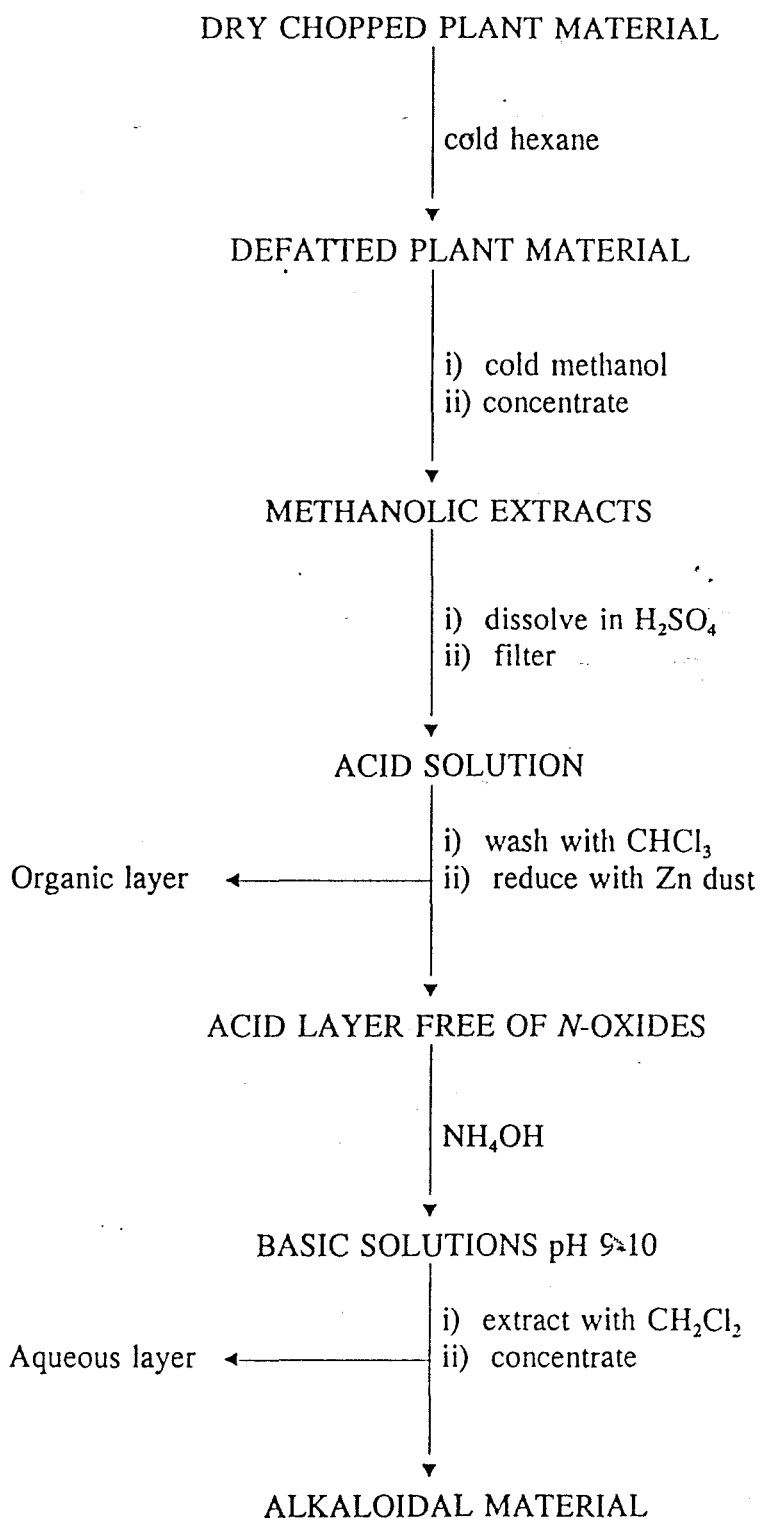 DRY CHOPPED PLANT MATERIAL
cold hexane
DEFATTED PLANT MATERIAL
i) cold methanol
ii) concentrate
METHANOLIC EXTRACTS
i) dissolve in H₂SO₄
ii) filter
ACID SOLUTION
i) wash with CHCl₃
Organic layer
ii) reduce with Zn dust
ACID LAYER FREE OF N-OXIDES
NH₄OH
BASIC SOLUTIONS pH 9-10
i) extract with CH₂Cl₂
Aqueous layer
ii) concentrate
ALKALOIDAL MATERIAL